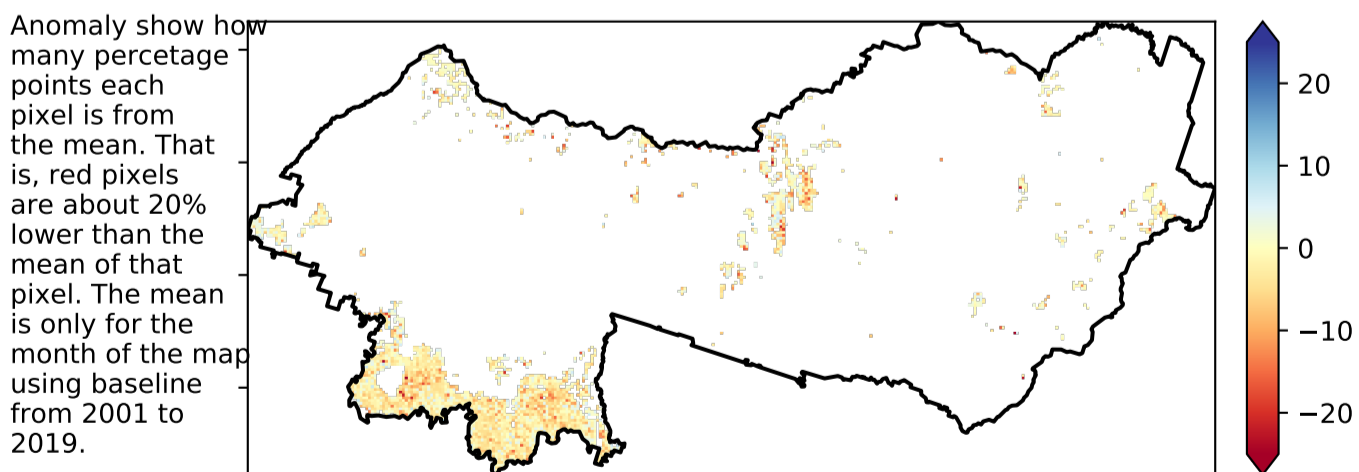 Anomaly show how
many percetage
points each
pixel is from
the mean. That
is, red pixels
are about 20%
lower than the
mean of that
pixel. The mean
is only for the
month of the map
using baseline
from 2001 to
2019.
20
10
0
−10
−20